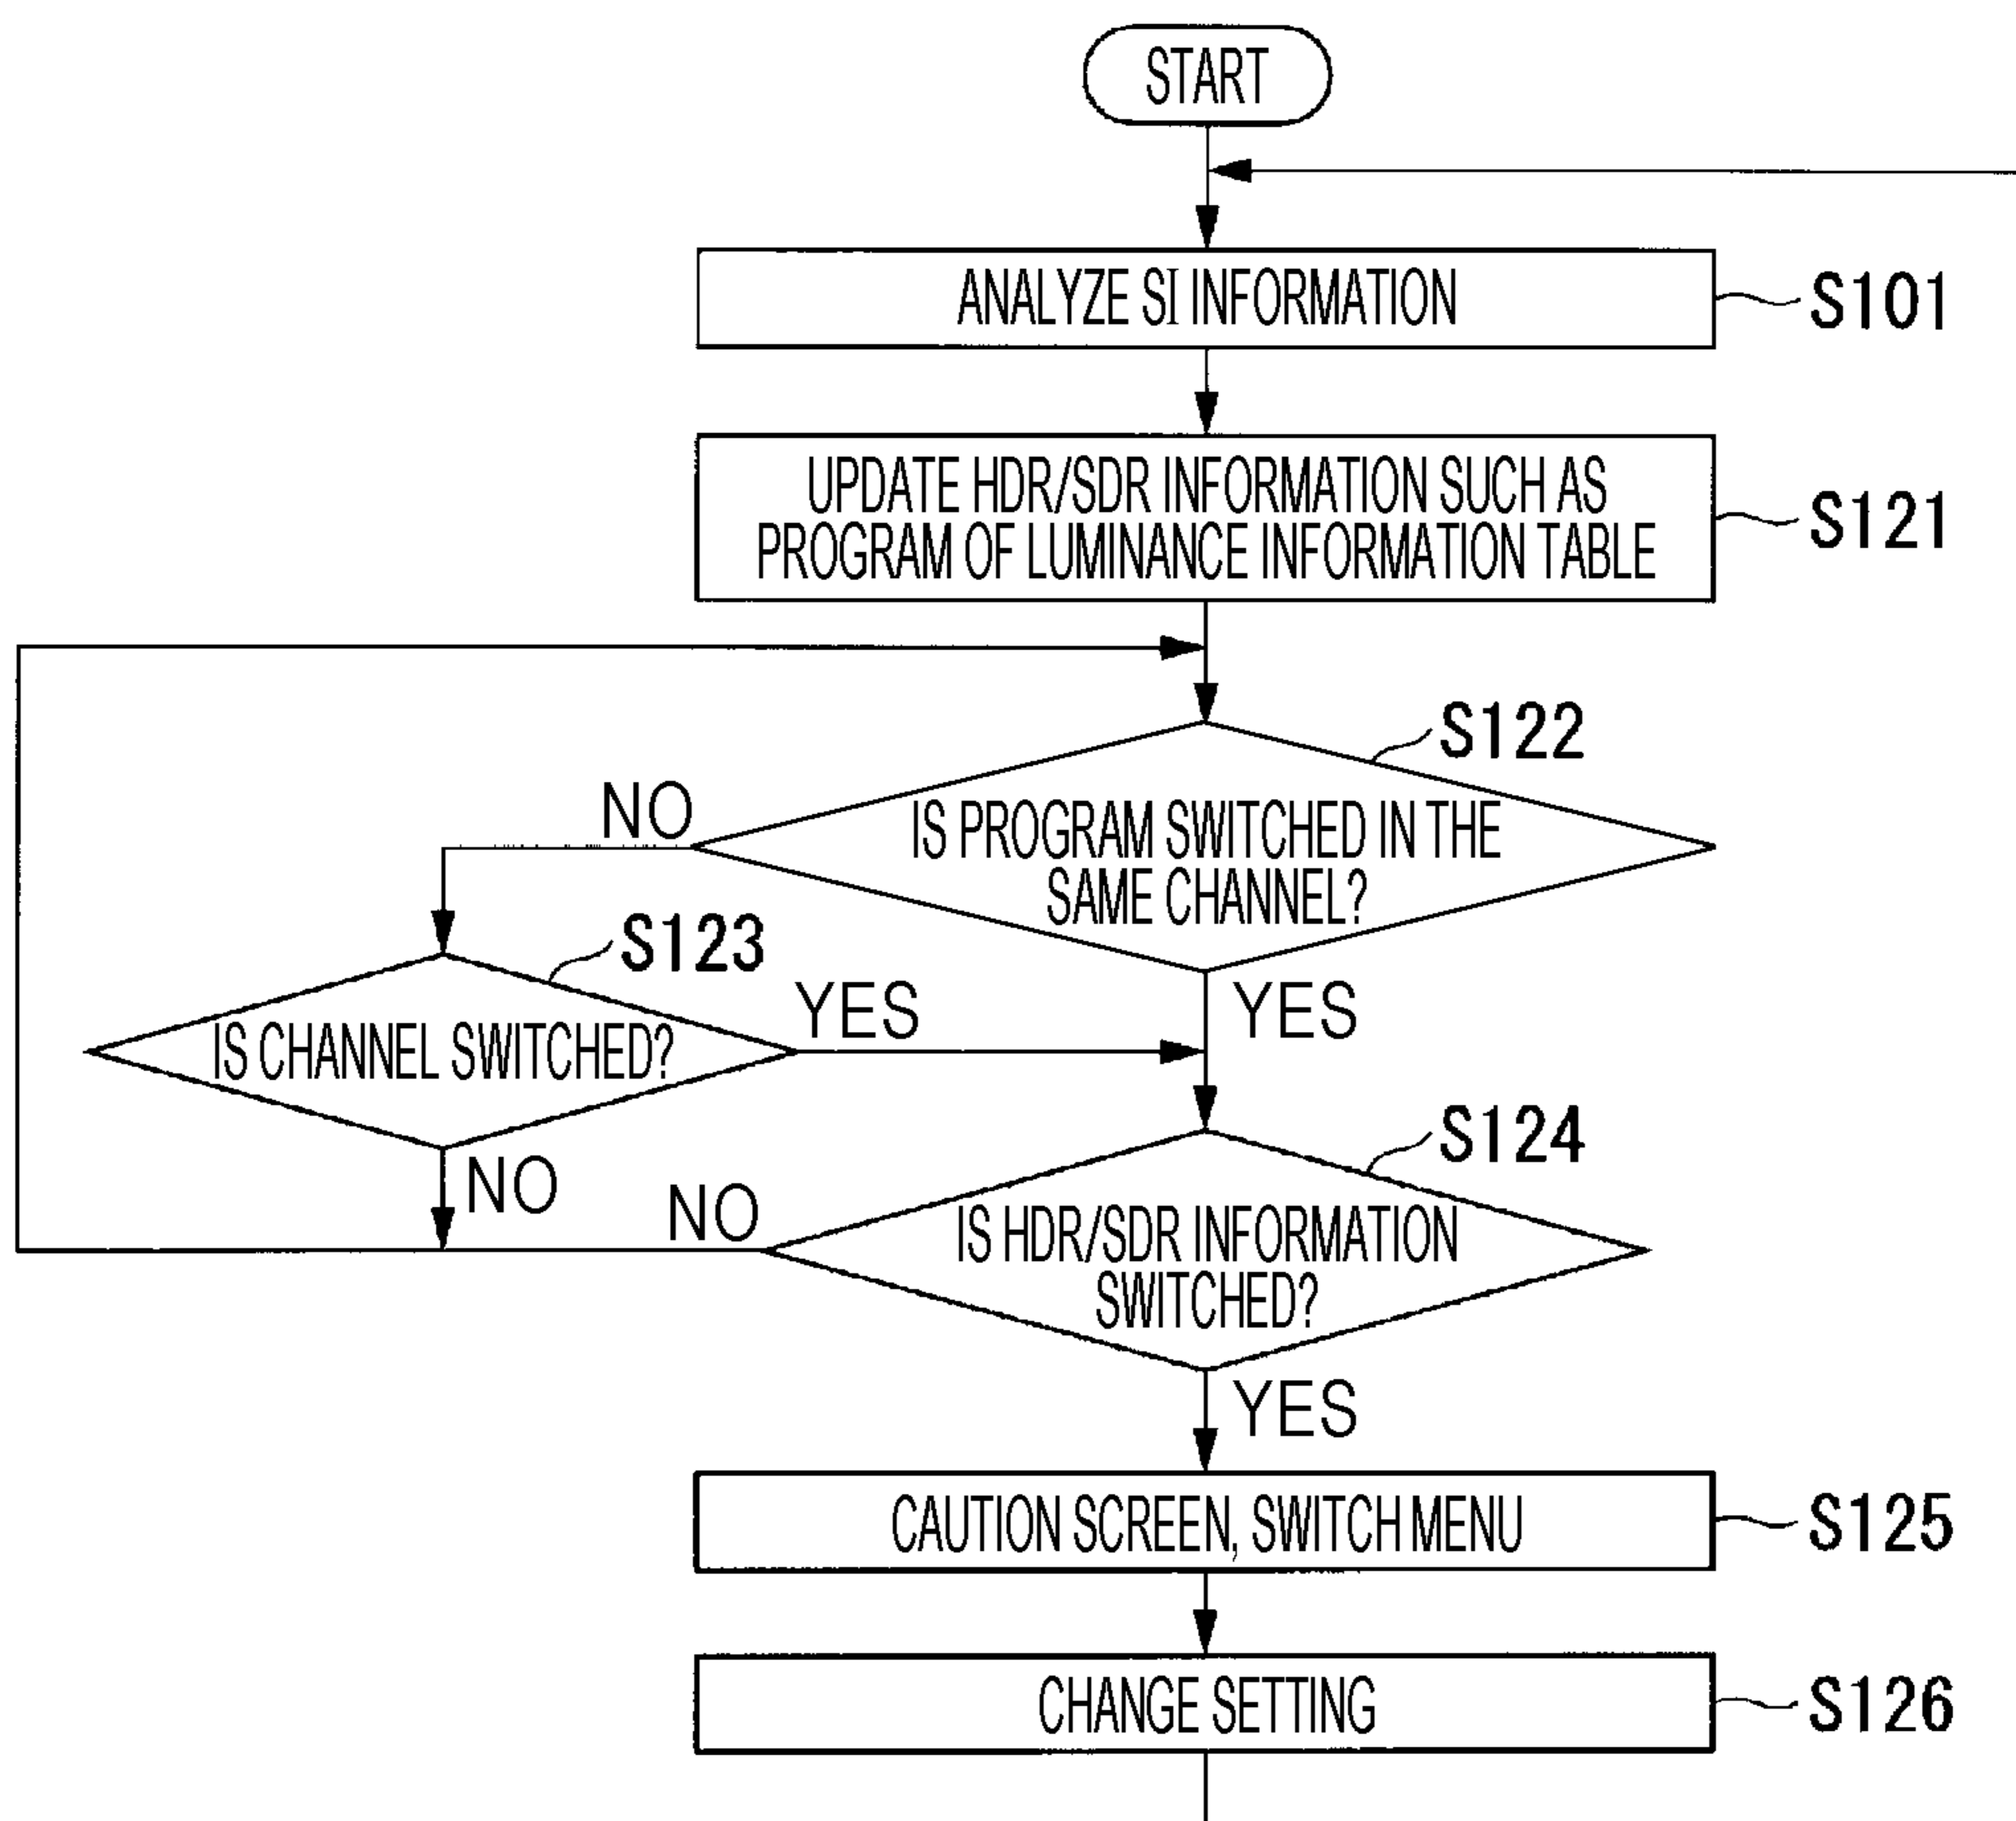 START
ANALYZE SI INFORMATION
S101
UPDATE HDR/SDR INFORMATION SUCH AS
PROGRAM OF LUMINANCE INFORMATION TABLE
S121
S122
NO
IS PROGRAM SWITCHED IN THE
SAME CHANNEL?
S123
YES
YES
IS CHANNEL SWITCHED?
S124
NO
NO
IS HDR/SDR INFORMATION
SWITCHED?
YES
CAUTION SCREEN, SWITCH MENU
S125
CHANGE SETTING
S126